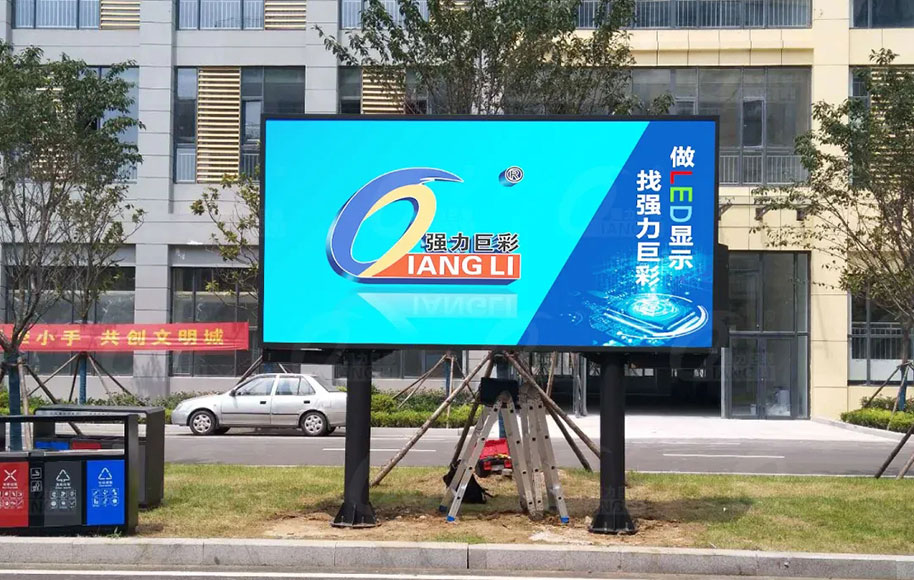 强力巨彩
IANG LI
®
做LED显示
找强力巨彩
小手 共创文明城